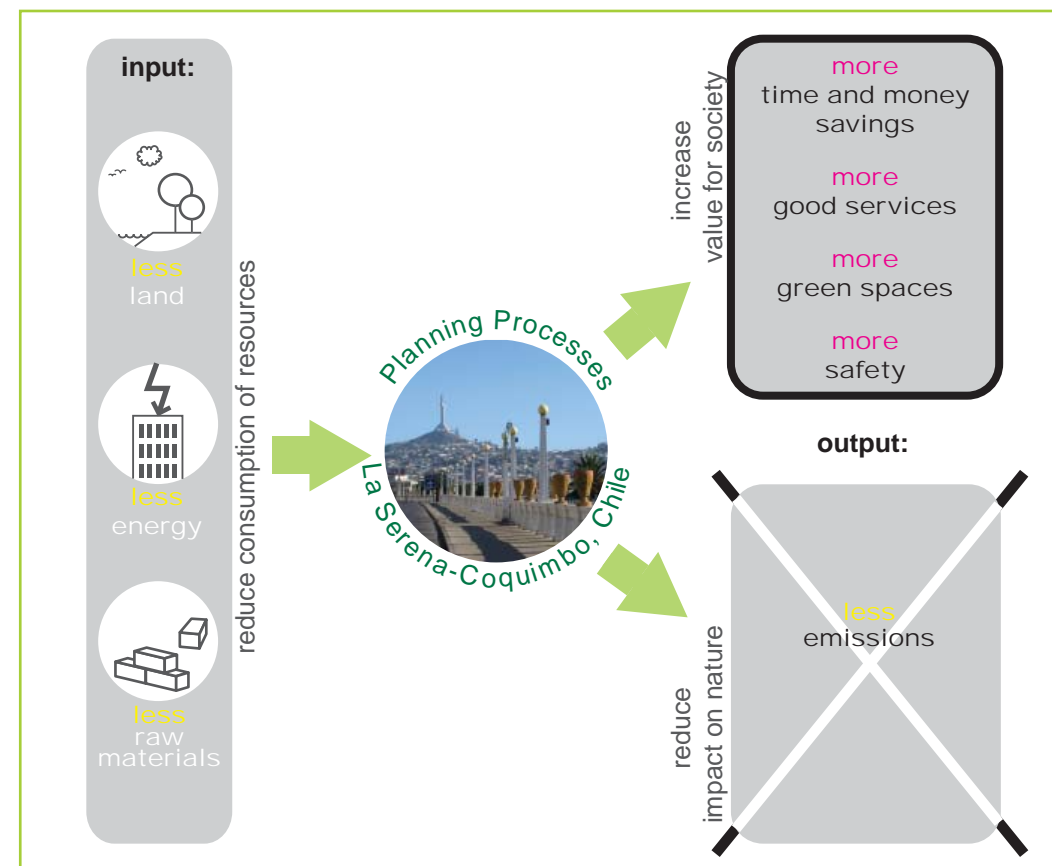 input:
less
land
less
energy
less
raw
materials
reduce consumption of resources
Planning Processes
La Serena-Coquimbo, Chile
increase
value for society
more
time and money
savings
more
good services
more
green spaces
more
safety
output:
reduce
impact on nature
less
emissions